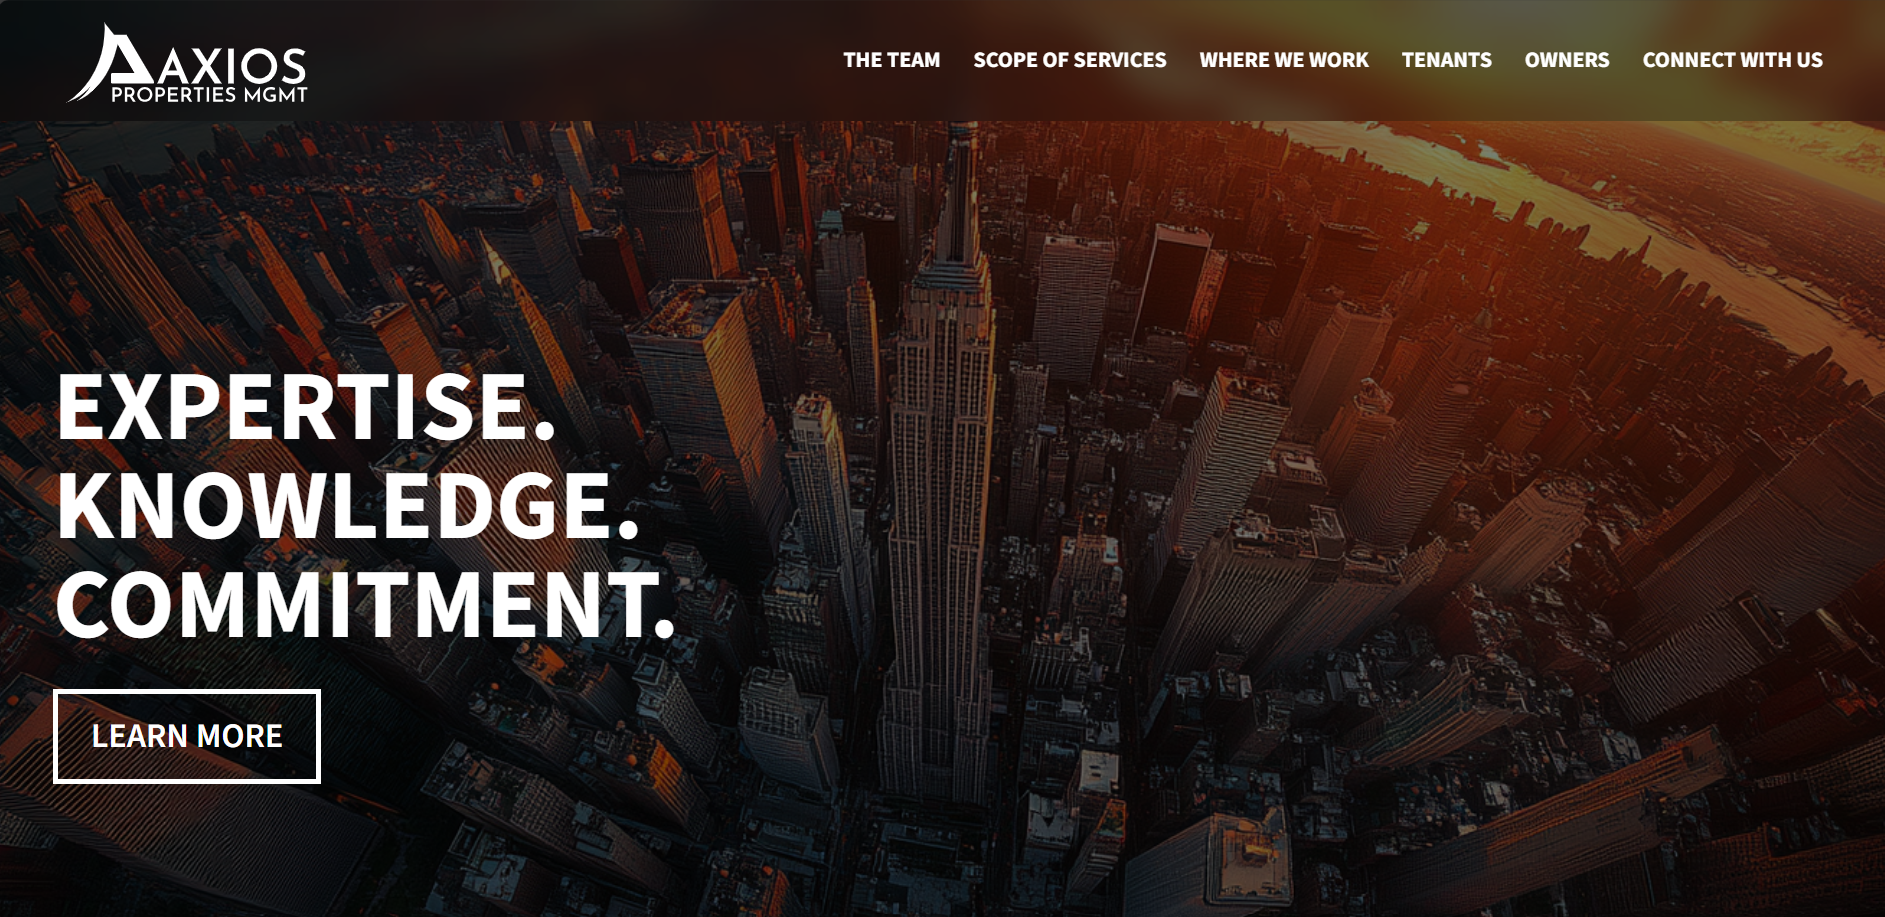 AXIOS
PROPERTIES MGMT
THE TEAM
SCOPE OF SERVICES
WHERE WE WORK
TENANTS
OWNERS
CONNECT WITH US
EXPERTISE.
KNOWLEDGE.
COMMITMENT.
LEARN MORE